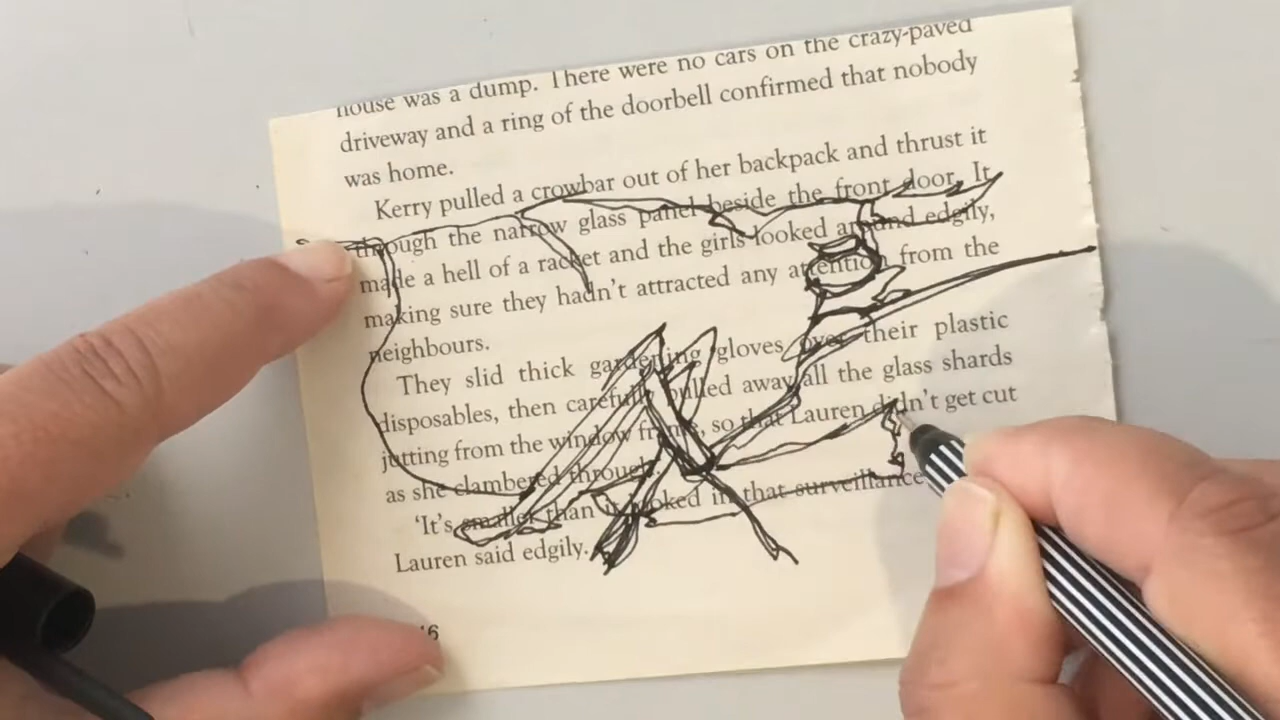 house was a dump. There were no cars on the crazy-paved
driveway and a ring of the doorbell confirmed that nobody
was home.
Kerry pulled a crowbar out of her backpack and thrust it
through the narrow glass panel beside the front door. It
made a hell of a racket and the girls looked around edgily,
making sure they hadn't attracted any attention from the
neighbours.
They slid thick gardening gloves over their plastic
disposables, then carefully pulled away all the glass shards
jutting from the window frame, so that Lauren didn't get cut
as she clambered through.
'It's smaller than it looked in that surveillance
Lauren said edgily.
16